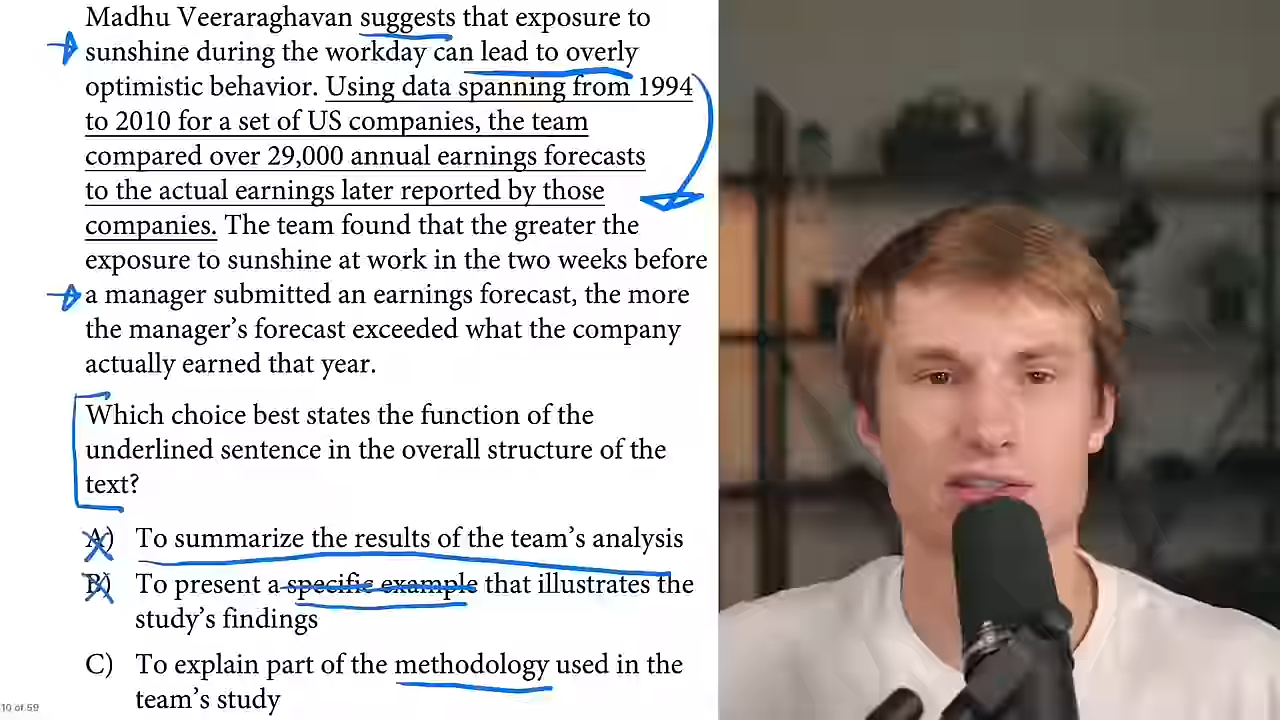 Madhu Veeraraghavan suggests that exposure to
sunshine during the workday can lead to overly
optimistic behavior. Using data spanning from 1994
to 2010 for a set of US companies, the team
compared over 29,000 annual earnings forecasts
to the actual earnings later reported by those
companies. The team found that the greater the
exposure to sunshine at work in the two weeks before
a manager submitted an earnings forecast, the more
the manager's forecast exceeded what the company
actually earned that year.
Which choice best states the function of the
underlined sentence in the overall structure of the
text?
A) To summarize the results of the team's analysis
B) To present a specific example that illustrates the
study's findings
C) To explain part of the methodology used in the
team's study
10 of 59